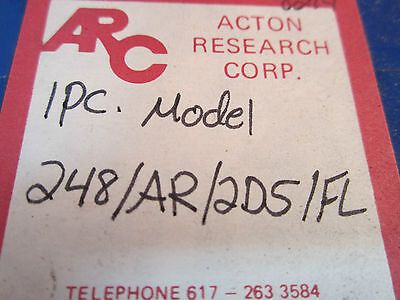 ARC
ACTON
RESEARCH
CORP.
1PC. Model
248/AR/2D5/FL
TELEPHONE 617 - 263 3584